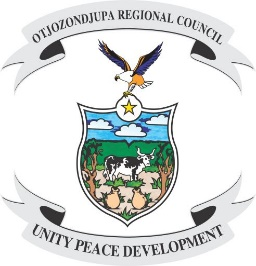 OTJOZONDJUPA REGIONAL COUNCIL
UNITY PEACE DEVELOPMENT